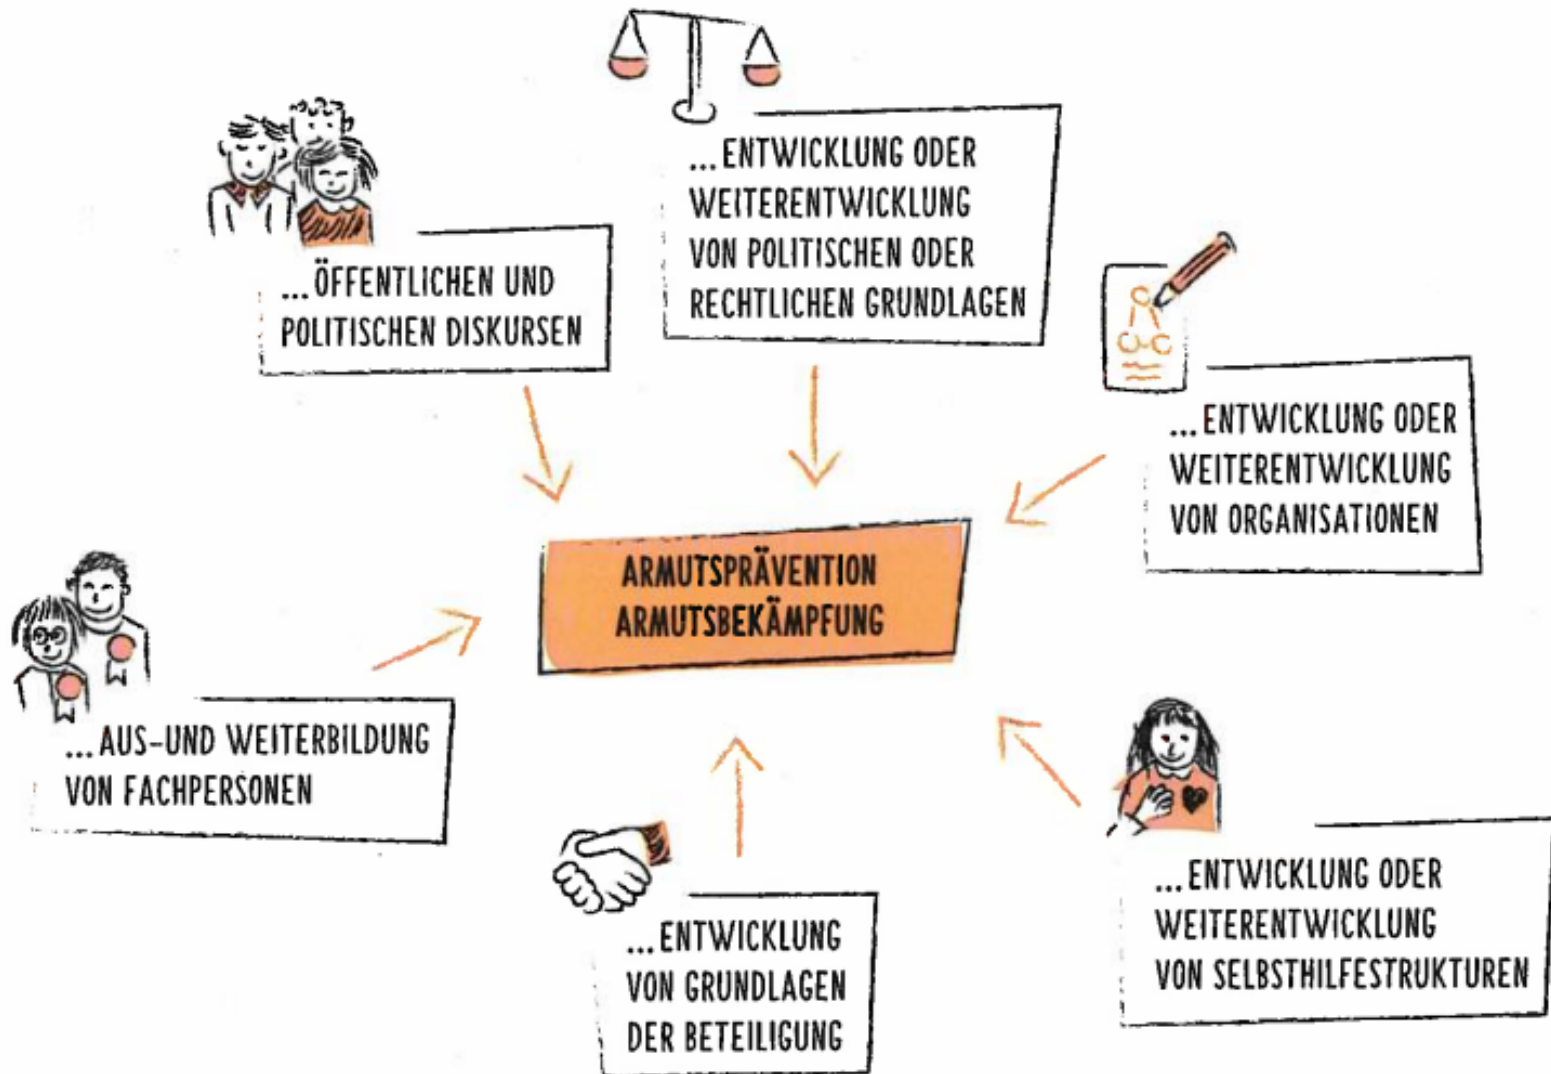 ...ENTWICKLUNG ODER
WEITERENTWICKLUNG
VON POLITISCHEN ODER
RECHTLICHEN GRUNDLAGEN
...ÖFFENTLICHEN UND
POLITISCHEN DISKURSEN
...ENTWICKLUNG ODER
WEITERENTWICKLUNG
VON ORGANISATIONEN
ARMUTSPRÄVENTION
ARMUTSBEKÄMPFUNG
...AUS-UND WEITERBILDUNG
VON FACHPERSONEN
...ENTWICKLUNG
VON GRUNDLAGEN
DER BETEILIGUNG
...ENTWICKLUNG ODER
WEITERENTWICKLUNG
VON SELBSTHILFESTRUKTUREN